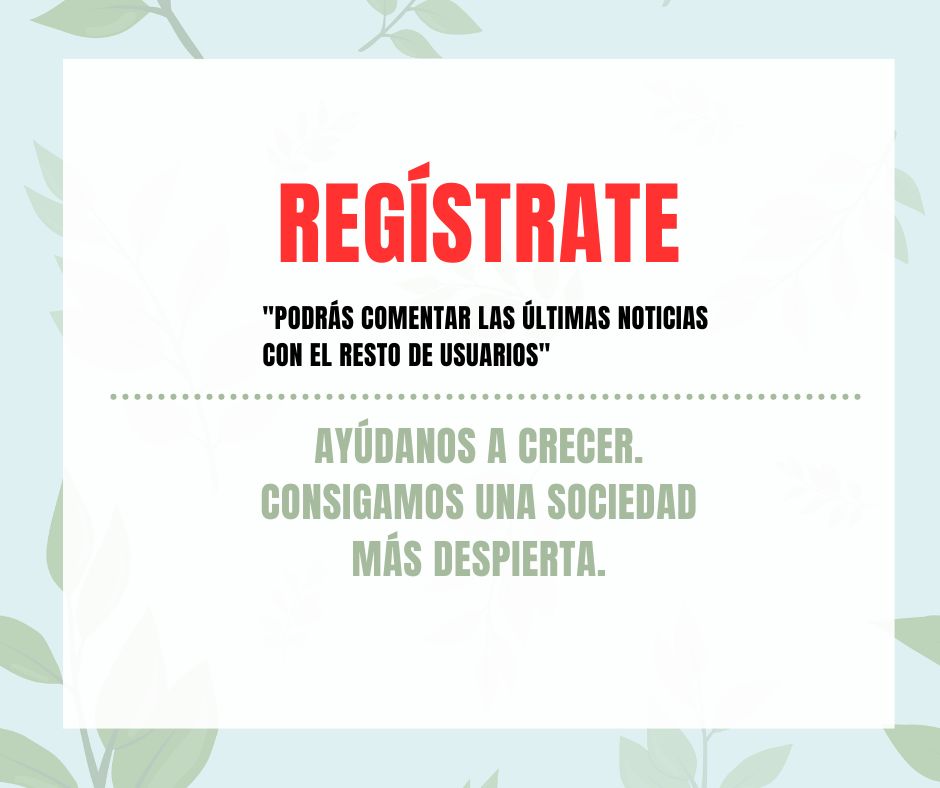 REGÍSTRATE
"PODRÁS COMENTAR LAS ÚLTIMAS NOTICIAS
CON EL RESTO DE USUARIOS"
AYÚDANOS A CRECER.
CONSIGAMOS UNA SOCIEDAD
MÁS DESPIERTA.